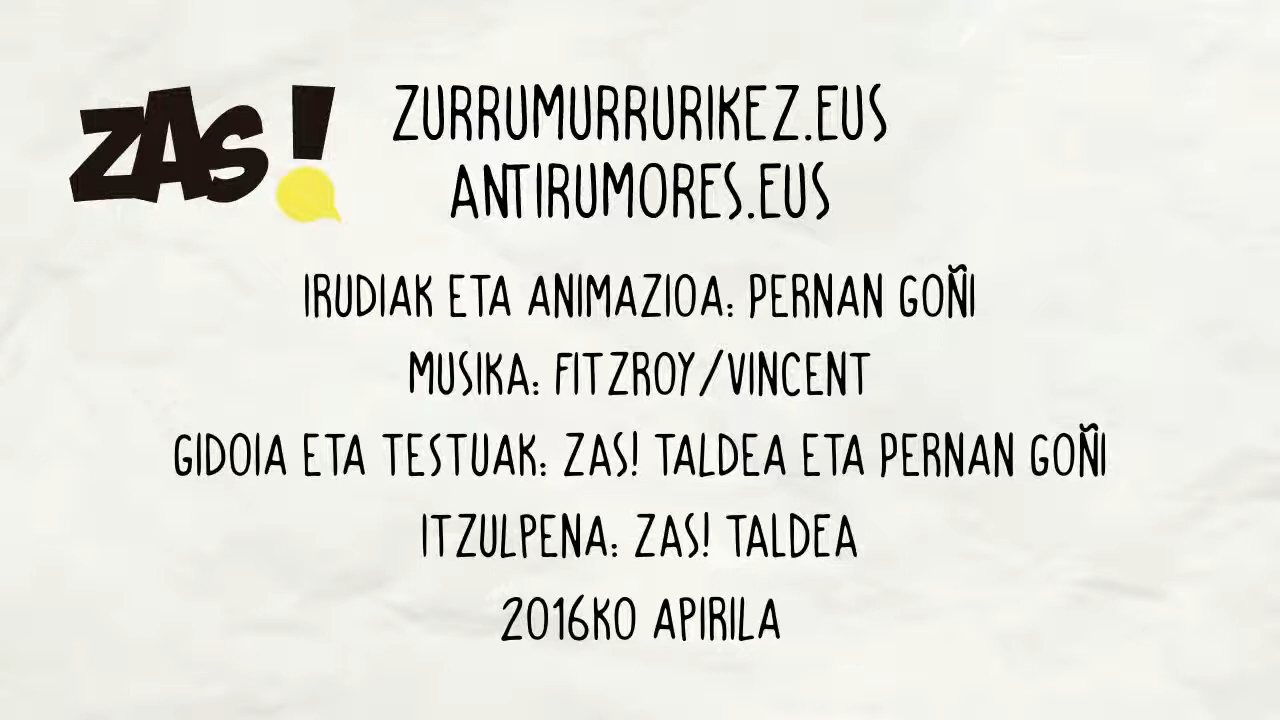 ZAS!
ZURRUMURRURIKEZ.EUS
ANTIRUMORES.EUS
IRUDIAK ETA ANIMAZIOA: PERNAN GOÑI
MUSIKA: FITZROY/VINCENT
GIDOIA ETA TESTUAK: ZAS! TALDEA ETA PERNAN GOÑI
ITZULPENA: ZAS! TALDEA
2016KO APIRILA